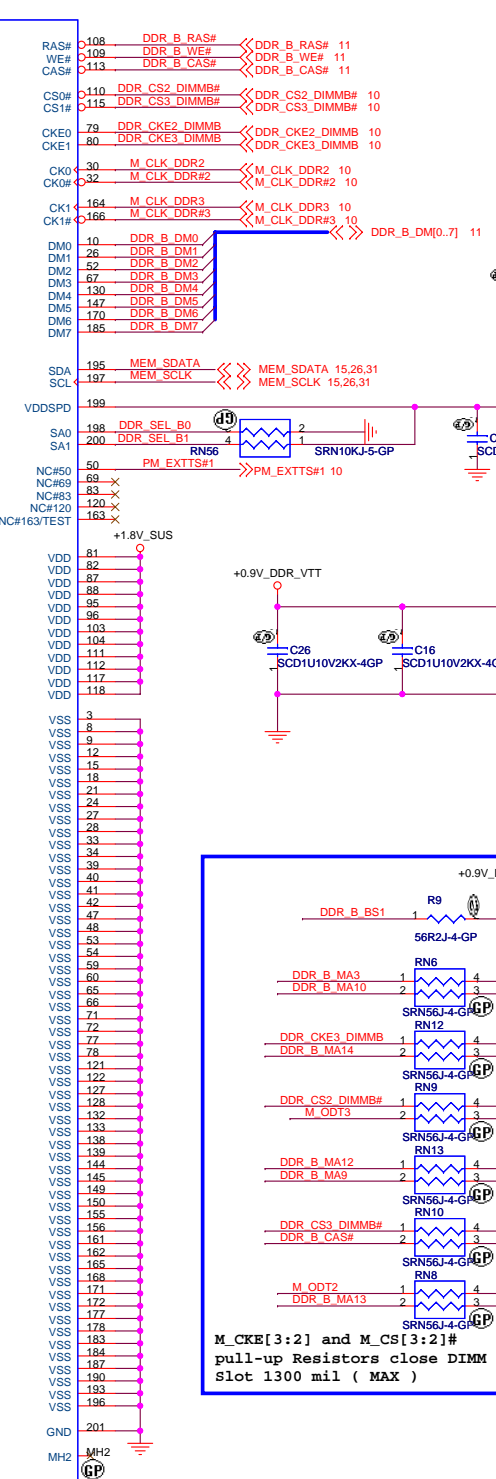 RAS# 108 DDR_B_RAS# DDR_B_RAS# 11
WE# 109 DDR_B_WE# DDR_B_WE# 11
CAS# 113 DDR_B_CAS# DDR_B_CAS# 11
CS0# 110 DDR_CS2_DIMMB# DDR_CS2_DIMMB# 10
CS1# 115 DDR_CS3_DIMMB# DDR_CS3_DIMMB# 10
CKE0 79 DDR_CKE2_DIMMB DDR_CKE2_DIMMB 10
CKE1 80 DDR_CKE3_DIMMB DDR_CKE3_DIMMB 10
CK0 30 M_CLK_DDR2 M_CLK_DDR2 10
CK0# 32 M_CLK_DDR#2 M_CLK_DDR#2 10
CK1 164 M_CLK_DDR3 M_CLK_DDR3 10
CK1# 166 M_CLK_DDR#3 M_CLK_DDR#3 10
DDR_B_DM[0..7] 11
DM0 10 DDR_B_DM0
DM1 26 DDR_B_DM1
DM2 52 DDR_B_DM2
DM3 67 DDR_B_DM3
DM4 130 DDR_B_DM4
DM5 147 DDR_B_DM5
DM6 170 DDR_B_DM6
DM7 185 DDR_B_DM7
SDA 195 MEM_SDATA MEM_SDATA 15,26,31
SCL 197 MEM_SCLK MEM_SCLK 15,26,31
VDDSPD 199
GP
SA0 198 DDR_SEL_B0 3 2
SA1 200 DDR_SEL_B1 4 1
RN56 SRN10KJ-5-GP
NC#50 50 PM_EXTTS#1 PM_EXTTS#1 10
NC#69 69
NC#83 83
NC#120 120
NC#163/TEST 163
+1.8V_SUS
VDD 81
VDD 82
VDD 87
VDD 88
VDD 95
VDD 96
VDD 103
VDD 104
VDD 111
VDD 112
VDD 117
VDD 118
+0.9V_DDR_VTT
C26
SCD1U10V2KX-4GP
1
C16
SCD1U10V2KX-4G
1
VSS 3
VSS 8
VSS 9
VSS 12
VSS 15
VSS 18
VSS 21
VSS 24
VSS 27
VSS 28
VSS 33
VSS 34
VSS 39
VSS 40
VSS 41
VSS 42
VSS 47
VSS 48
VSS 53
VSS 54
VSS 59
VSS 60
VSS 65
VSS 66
VSS 71
VSS 72
VSS 77
VSS 78
VSS 121
VSS 122
VSS 127
VSS 128
VSS 132
VSS 133
VSS 138
VSS 139
VSS 144
VSS 145
VSS 149
VSS 150
VSS 155
VSS 156
VSS 161
VSS 162
VSS 165
VSS 168
VSS 171
VSS 172
VSS 177
VSS 178
VSS 183
VSS 184
VSS 187
VSS 190
VSS 193
VSS 196
GND 201
MH2 MH2
GP
R9
DDR_B_BS1 1 2
56R2J-4-GP
RN6
DDR_B_MA3 1 4
DDR_B_MA10 2 3
SRN56J-4-GP GP
RN12
DDR_CKE3_DIMMB 1 4
DDR_B_MA14 2 3
SRN56J-4-GP GP
RN9
DDR_CS2_DIMMB# 1 4
M_ODT3 2 3
SRN56J-4-GP GP
RN13
DDR_B_MA12 1 4
DDR_B_MA9 2 3
SRN56J-4-GP GP
RN10
DDR_CS3_DIMMB# 1 4
DDR_B_CAS# 2 3
SRN56J-4-GP GP
RN8
M_ODT2 1 4
DDR_B_MA13 2 3
SRN56J-4-GP GP
M_CKE[3:2] and M_CS[3:2]#
pull-up Resistors close DIMM
Slot 1300 mil ( MAX )